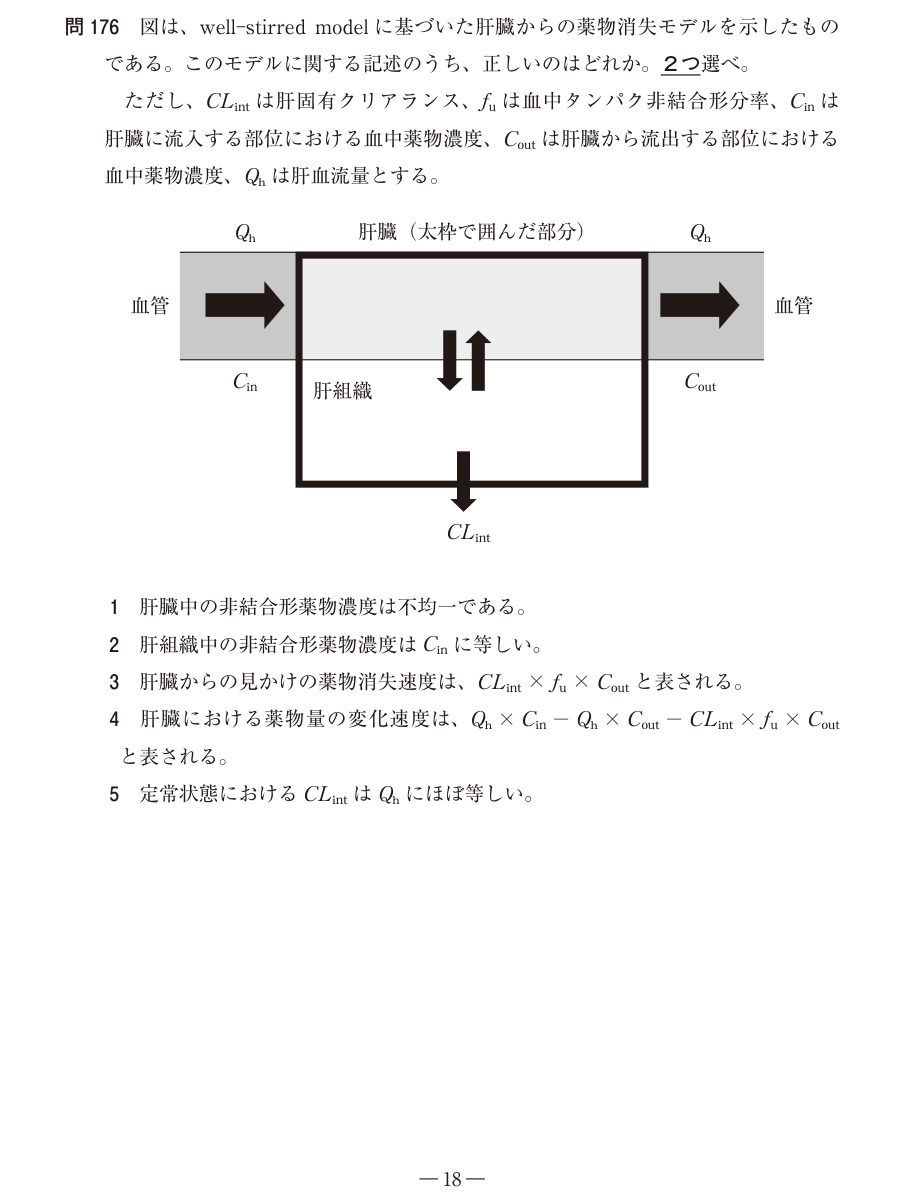 問 176 図は、well-stirred model に基づいた肝臓からの薬物消失モデルを示したもの
である。このモデルに関する記述のうち、正しいのはどれか。2つ選べ。
ただし、CLint は肝固有クリアランス、fu は血中タンパク非結合形分率、Cin は
肝臓に流入する部位における血中薬物濃度、Cout は肝臓から流出する部位における
血中薬物濃度、Qh は肝血流量とする。
Qh 肝臓（太枠で囲んだ部分） Qh
血管 血管
Cin 肝組織 Cout
CLint
1 肝臓中の非結合形薬物濃度は不均一である。
2 肝組織中の非結合形薬物濃度は Cin に等しい。
3 肝臓からの見かけの薬物消失速度は、CLint × fu × Cout と表される。
4 肝臓における薬物量の変化速度は、Qh × Cin − Qh × Cout − CLint × fu × Cout
と表される。
5 定常状態における CLint は Qh にほぼ等しい。
— 18 —